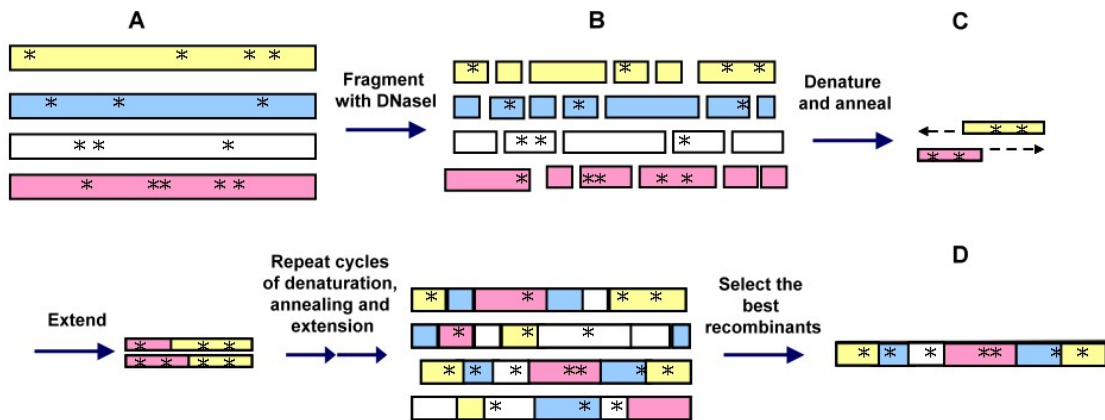 A
B
C
Fragment
with DNaseI
Denature
and anneal
D
Extend
Repeat cycles
of denaturation,
annealing and
extension
Select the
best
recombinants